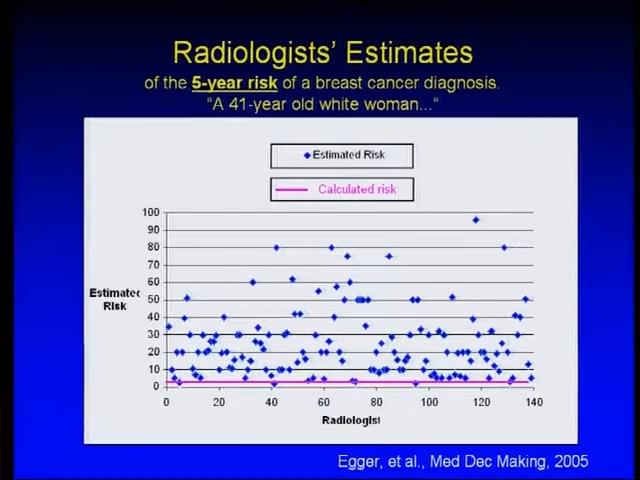 Radiologists' Estimates
of the 5-year risk of a breast cancer diagnosis.
"A 41-year old white woman..."
Estimated Risk
Calculated risk
100
90
80
70
60
50
40
30
20
10
0
Estimated
Risk
0 20 40 60 80 100 120 140
Radiologist
Egger, et al., Med Dec Making, 2005